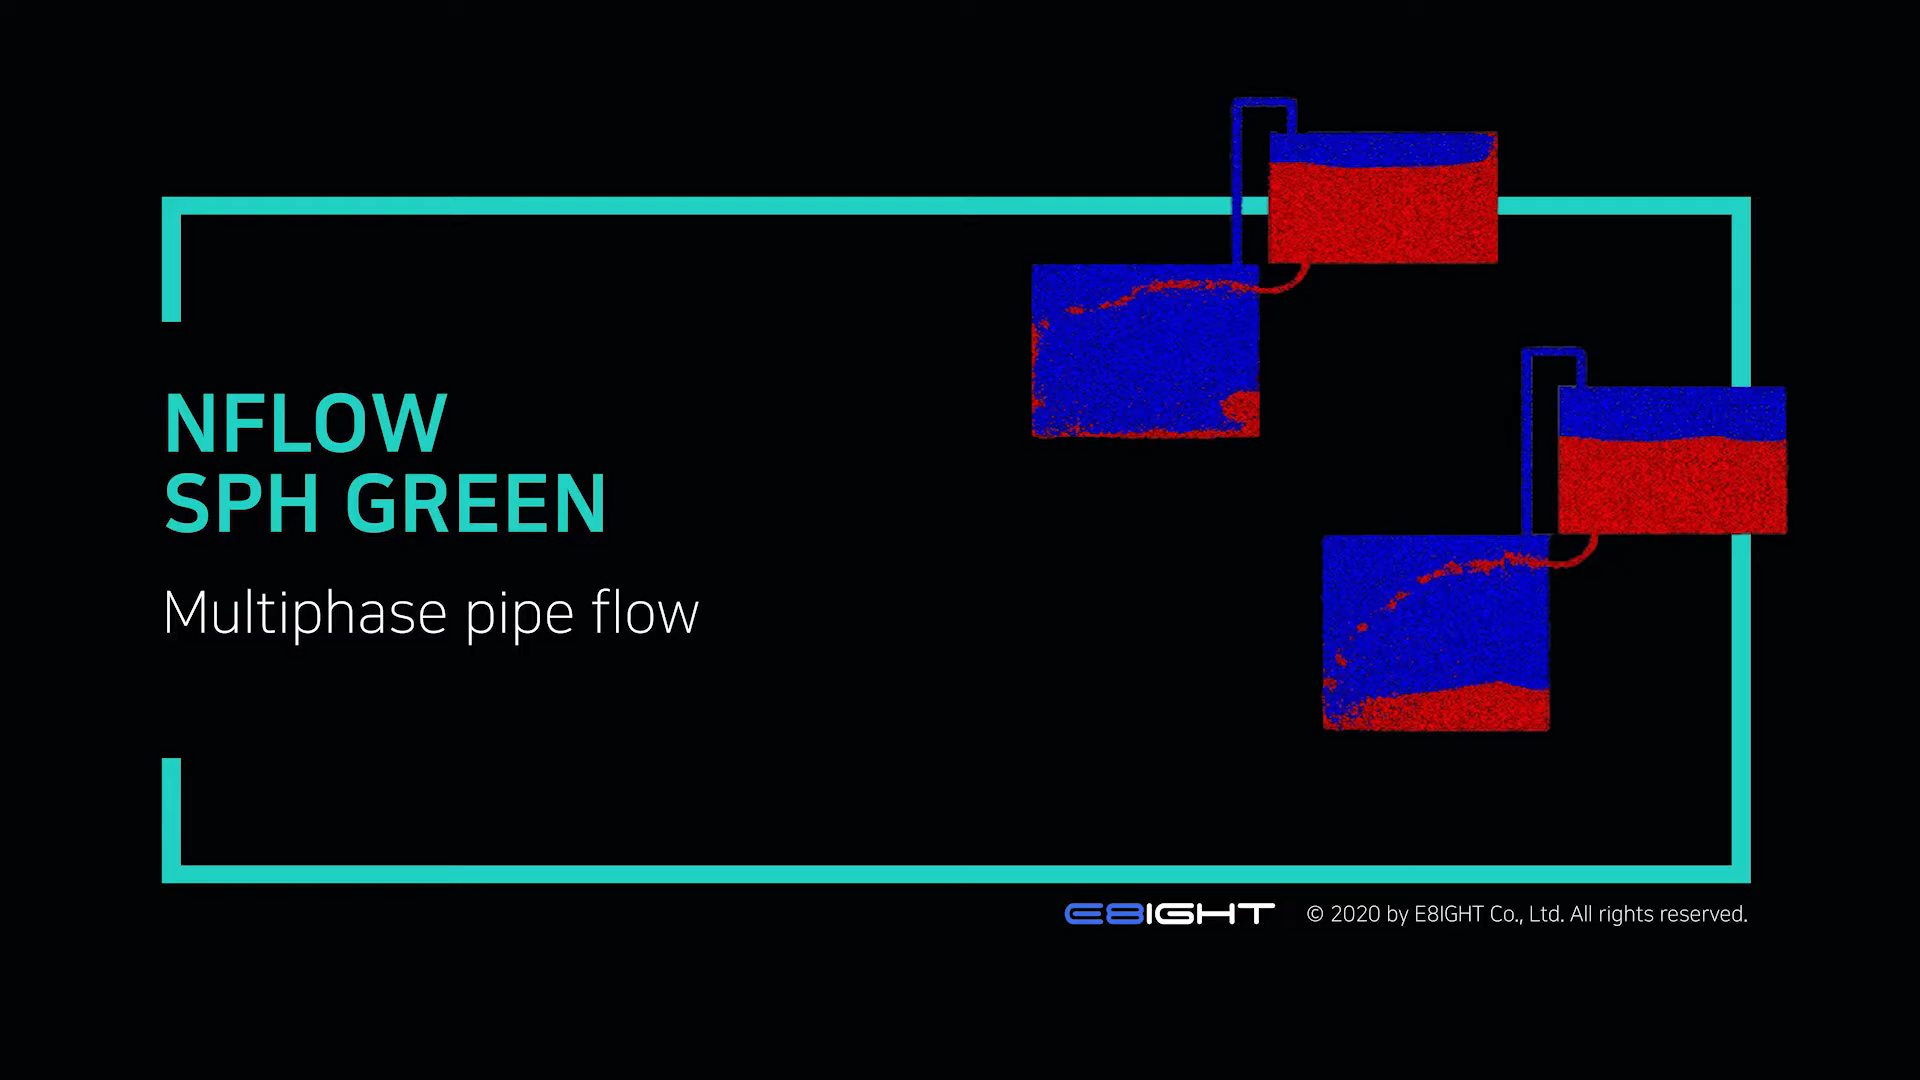 NFLOW
SPH GREEN
Multiphase pipe flow
E8IGHT © 2020 by E8IGHT Co., Ltd. All rights reserved.